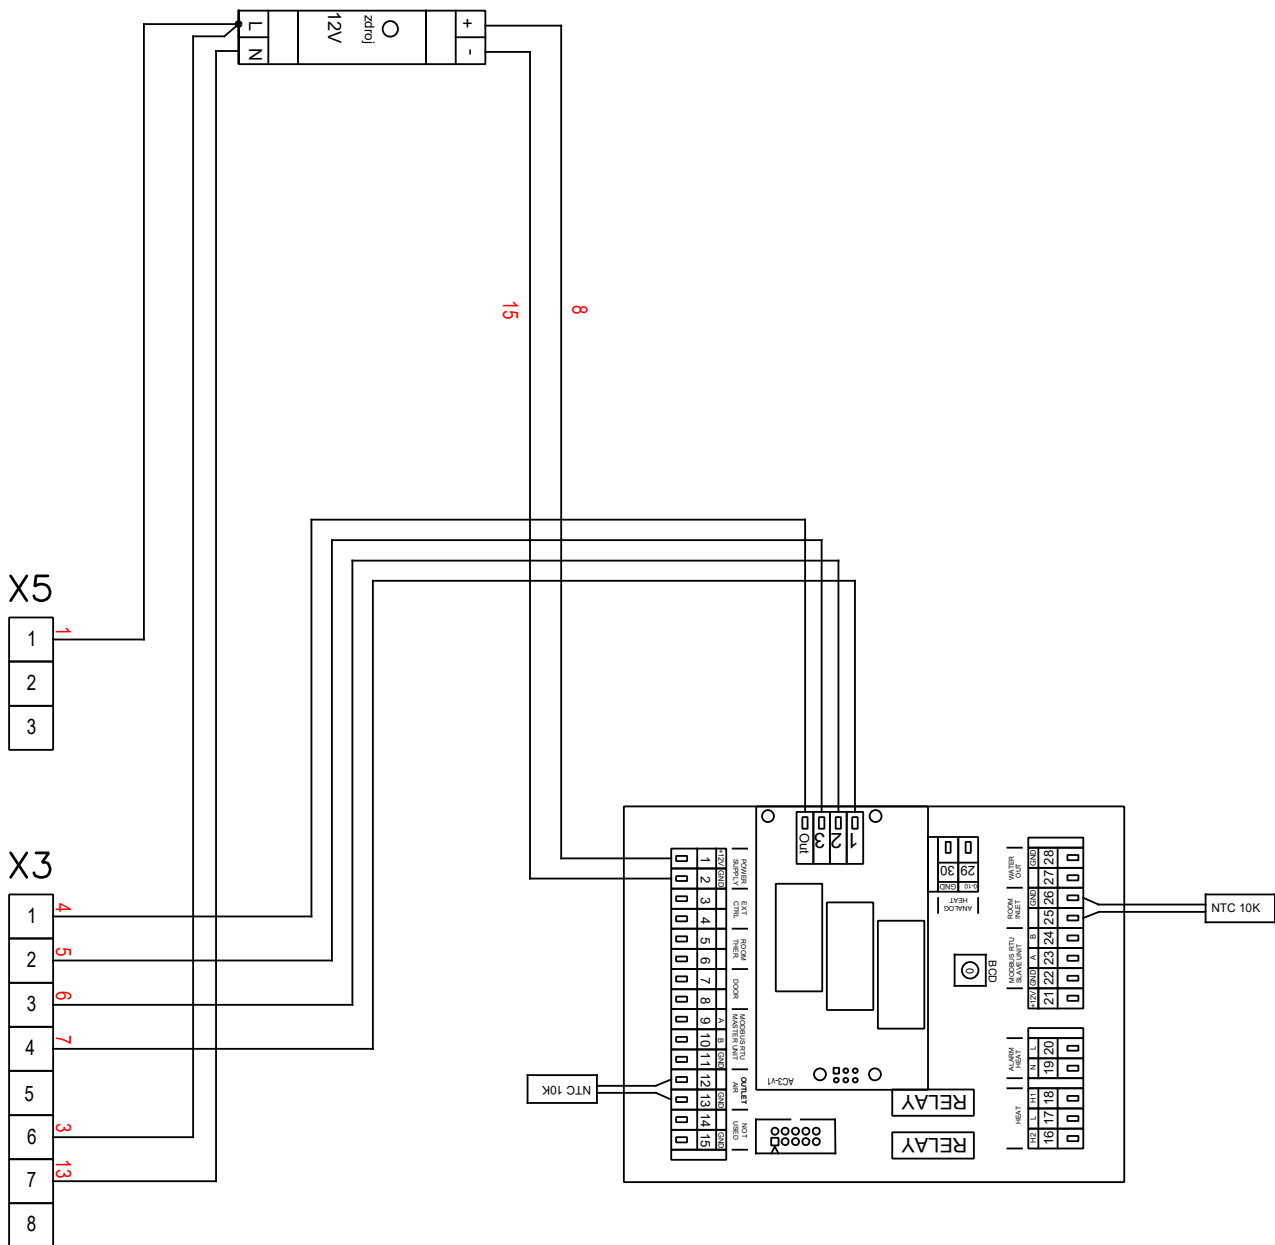 L
N
12V
zdroj
+
-
15
8
X5
1
2
3
1
X3
1
2
3
4
5
6
7
8
4
5
6
7
3
13
Out
3
2
1
1
2
3
4
5
6
7
8
9
10
11
12
13
14
15
+12V
GND
A
B
GND
GND
GND
POWER
SUPPLY
EXT
CTRL
ROOM
THER
DOOR
MODBUS RTU
MASTER UNIT
OUTLET
AIR
NOT
USED
NTC 10K
AC3-v1
30
29
GND
0-10
ANALOG
HEAT
BCD
0
RELAY
RELAY
WATER
OUT
ROOM
INLET
MODBUS RTU
SLAVE UNIT
ALARM
HEAT
HEAT
GND
GND
B
A
GND
+12V
L
N
H1
L
H2
28
27
26
25
24
23
22
21
20
19
18
17
16
NTC 10K